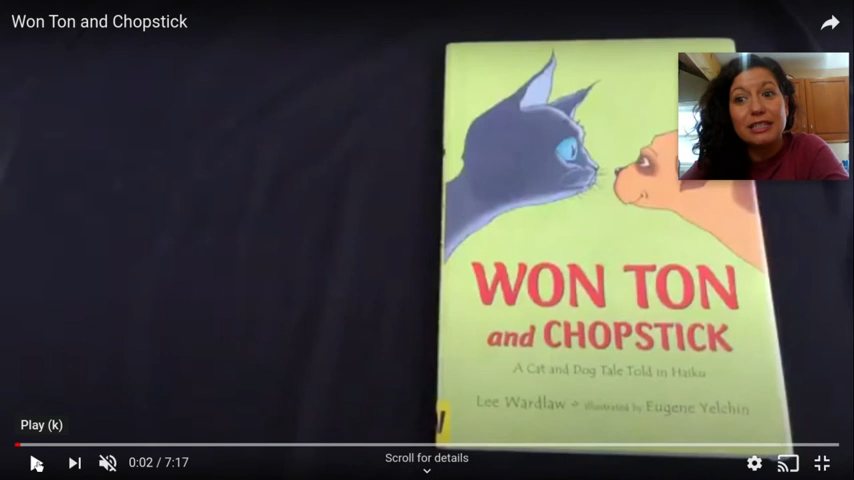 Won Ton and Chopstick
WON TON
and CHOPSTICK
A Cat and Dog Tale Told in Haiku
Lee Wardlaw illustrated by Eugene Yelchin
Play (k)
0:02 / 7:17
Scroll for details